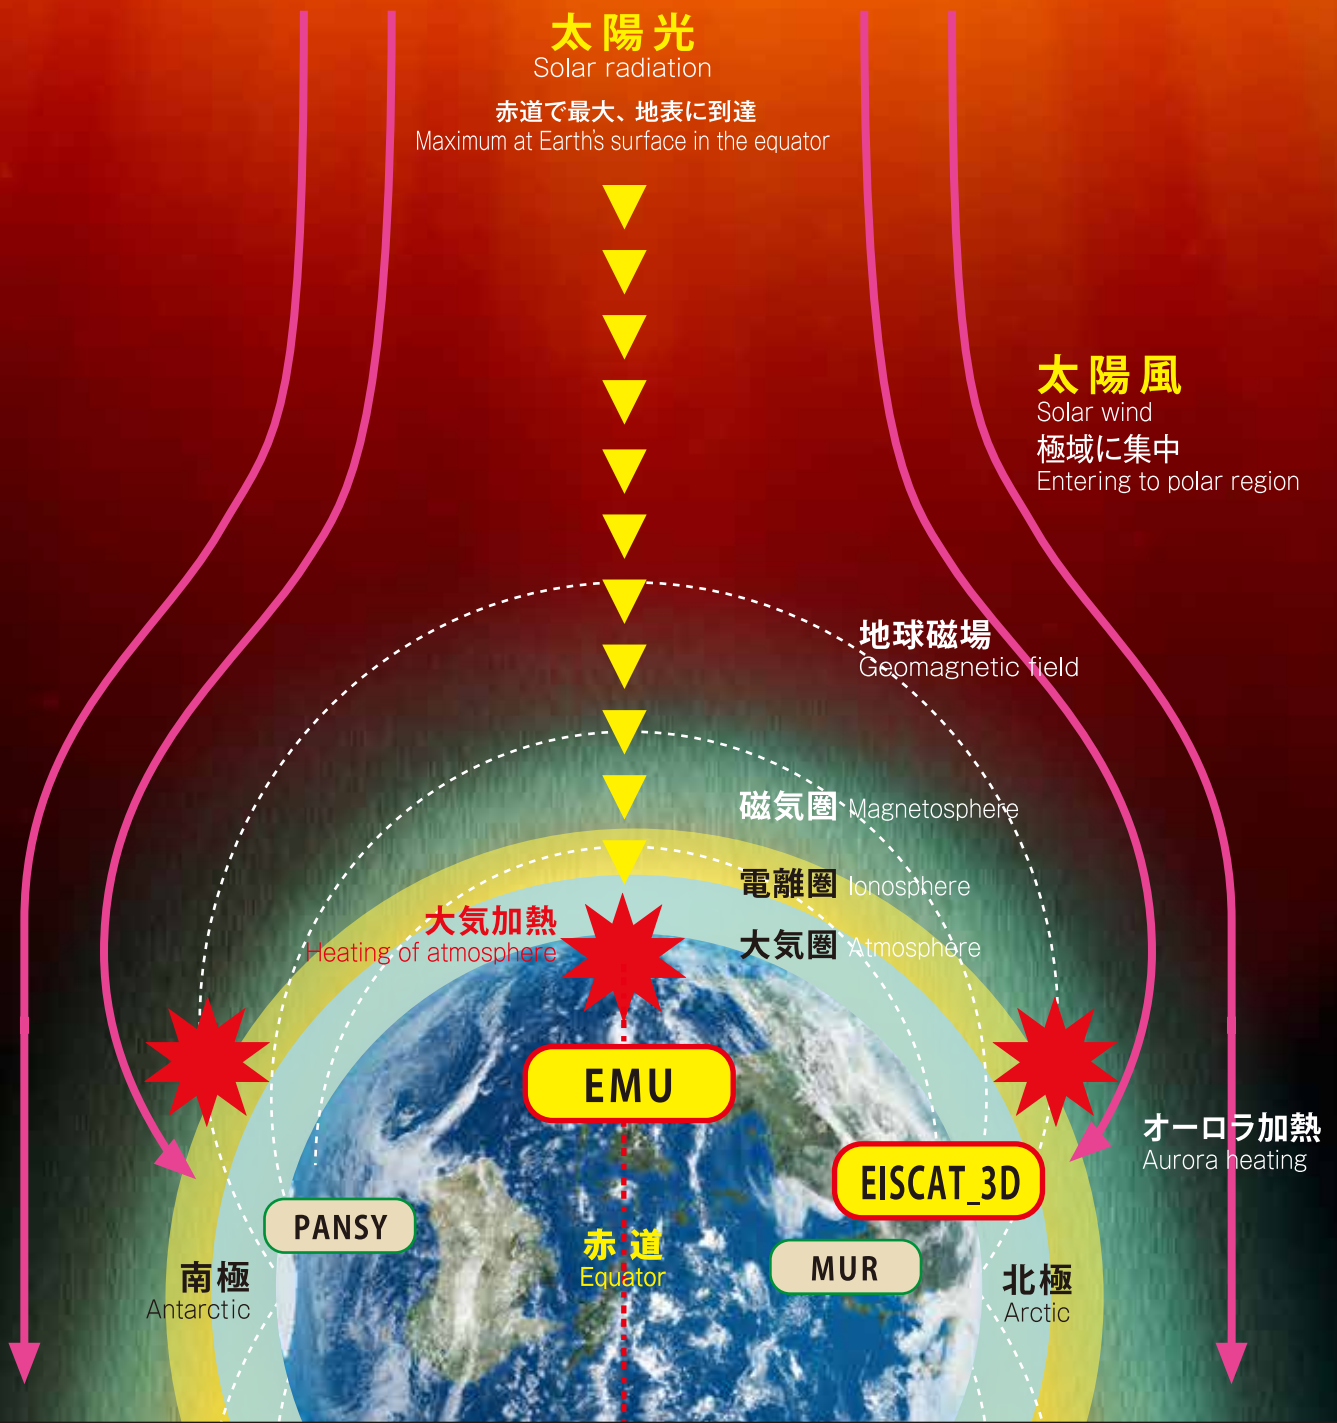 太陽光
Solar radiation
赤道で最大、地表に到達
Maximum at Earth's surface in the equator
太陽風
Solar wind
極域に集中
Entering to polar region
地球磁場
Geomagnetic field
磁気圏 Magnetosphere
電離圏 Ionosphere
大気加熱
Heating of atmosphere
大気圏 Atmosphere
EMU
オーロラ加熱
Aurora heating
EISCAT_3D
PANSY
赤道
Equator
MUR
南極
Antarctic
北極
Arctic